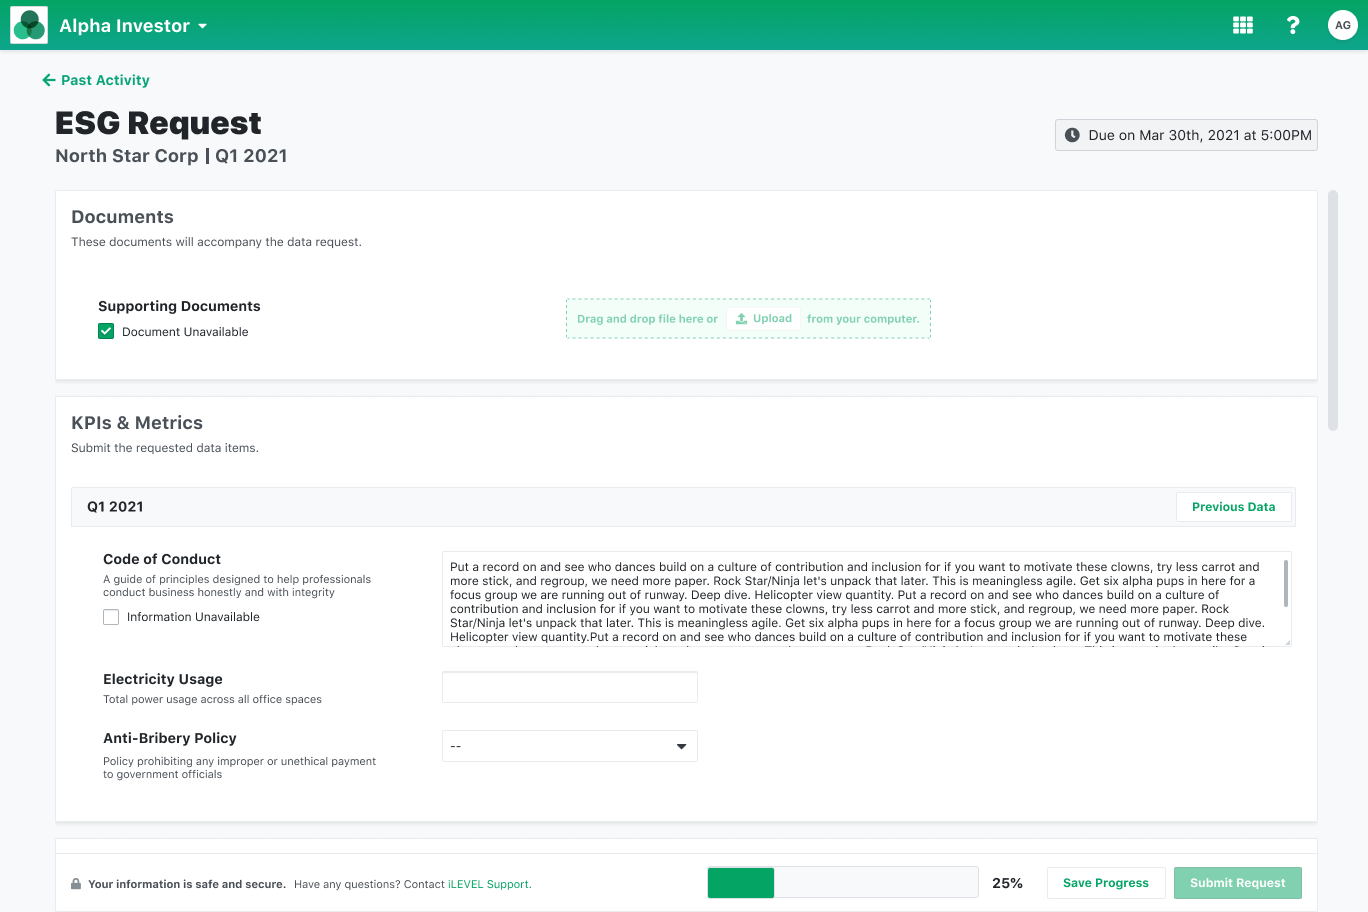 Alpha Investor
?
AG
Past Activity
ESG Request
North Star Corp | Q1 2021
Due on Mar 30th, 2021 at 5:00PM
Documents
These documents will accompany the data request.
Supporting Documents
Document Unavailable
Drag and drop file here or Upload from your computer.
KPIs & Metrics
Submit the requested data items.
Q1 2021
Previous Data
Code of Conduct
A guide of principles designed to help professionals
conduct business honestly and with integrity
Information Unavailable
Put a record on and see who dances build on a culture of contribution and inclusion for if you want to motivate these clowns, try less carrot and
more stick, and regroup, we need more paper. Rock Star/Ninja let's unpack that later. This is meaningless agile. Get six alpha pups in here for a
focus group we are running out of runway. Deep dive. Helicopter view quantity. Put a record on and see who dances build on a culture of
contribution and inclusion for if you want to motivate these clowns, try less carrot and more stick, and regroup, we need more paper. Rock
Star/Ninja let's unpack that later. This is meaningless agile. Get six alpha pups in here for a focus group we are running out of runway. Deep dive.
Helicopter view quantity.Put a record on and see who dances build on a culture of contribution and inclusion for if you want to motivate these
Electricity Usage
Total power usage across all office spaces
Anti-Bribery Policy
Policy prohibiting any improper or unethical payment
to government officials
--
Your information is safe and secure. Have any questions? Contact iLEVEL Support.
25%
Save Progress
Submit Request